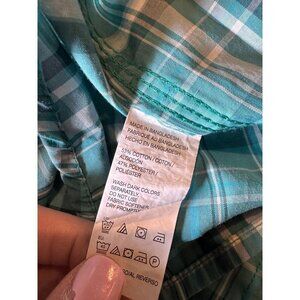 MADE IN BANGLADESH
FABRIQUÉ AU BANGLADESH
HECHO EN BANGLADESH
53% COTTON / COTON /
ALGODÓN
47% POLYESTER /
POLIÉSTER
WASH DARK COLORS
SEPARATELY.
DO NOT USE
FABRIC SOFTENER.
DRY PROMPTLY
REVERSO